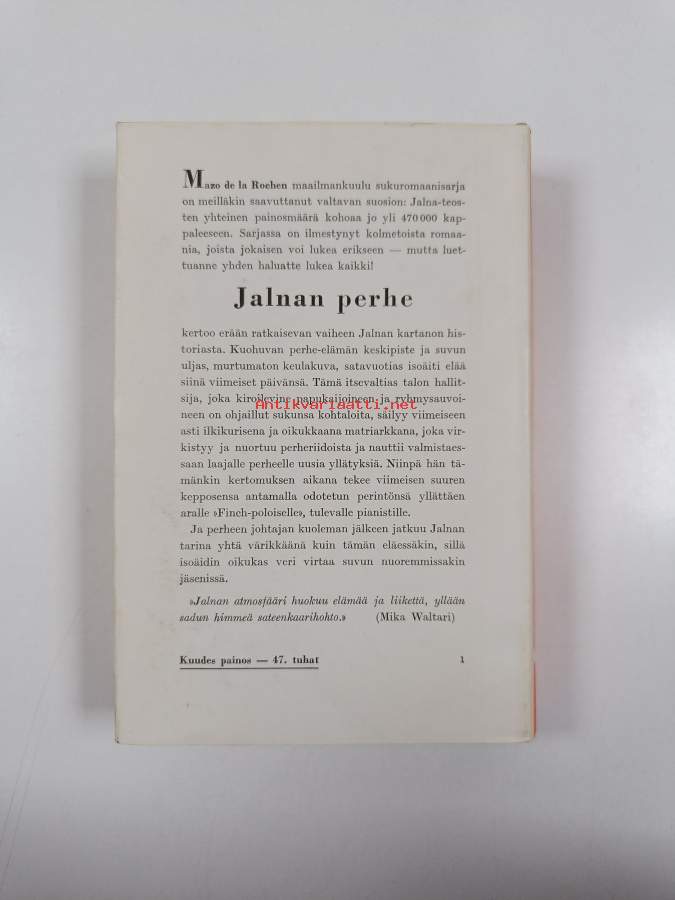 Mazo de la Rochen maailmankuulu sukuromaanisarja
on meilläkin saavuttanut valtavan suosion: Jalna-teos-
ten yhteinen painosmäärä kohoaa jo yli 470 000 kap-
paleeseen. Sarjassa on ilmestynyt kolmetoista romaa-
nia, joista jokaisen voi lukea erikseen — mutta luet-
tuanne yhden haluatte lukea kaikki!
Jalnan perhe
kertoo erään ratkaisevan vaiheen Jalnan kartanon his-
toriasta. Kuohuvan perhe-elämän keskipiste ja suvun
uljas, murtumaton keulakuva, satavuotias isoäiti elää
siinä viimeiset päivänsä. Tämä itsevaltias talon hallit-
sija, joka kiroilevine papukaijoineen ja ryhmysauvoi-
Antikvariaatti.net
neen on ohjaillut sukunsa kohtaloita, säilyy viimeiseen
asti ilkikurisena ja oikukkaana matriarkkana, joka vir-
kistyy ja nuortuu perheriidoista ja nauttii valmistaes-
saan laajalle perheelle uusia yllätyksiä. Niinpä hän tä-
mänkin kertomuksen aikana tekee viimeisen suuren
kepposensa antamalla odotetun perintönsä yllättäen
aralle »Finch-poloiselle», tulevalle pianistille.
Ja perheen johtajan kuoleman jälkeen jatkuu Jalnan
tarina yhtä värikkäänä kuin tämän eläessäkin, sillä
isoäidin oikukas veri virtaa suvun nuoremmissakin
jäsenissä.
»Jalnan atmosfääri huokuu elämää ja liikettä, yllään
sadun himmeä sateenkaarihohto.» (Mika Waltari)
Kuudes painos — 47. tuhat 1